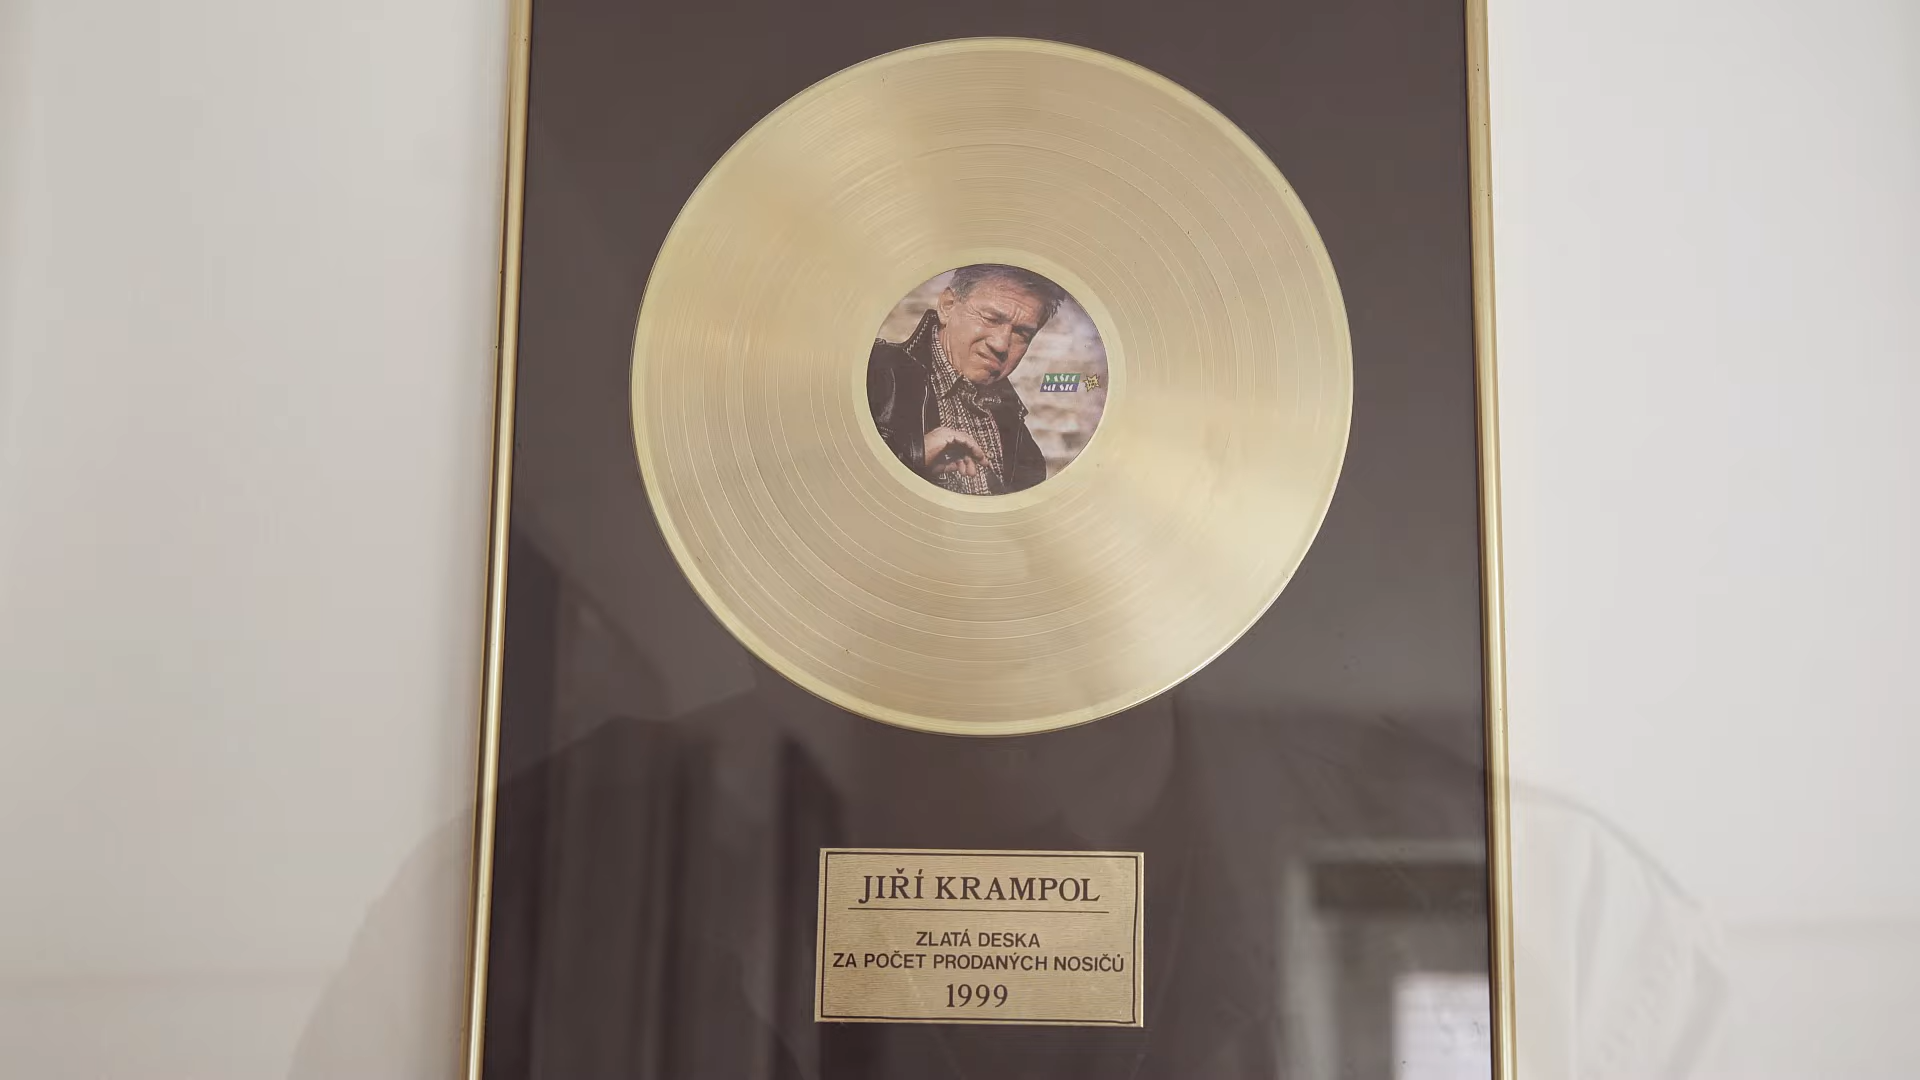 JIŘÍ KRAMPOL
ZLATÁ DESKA
ZA POČET PRODANÝCH NOSIČŮ
1999